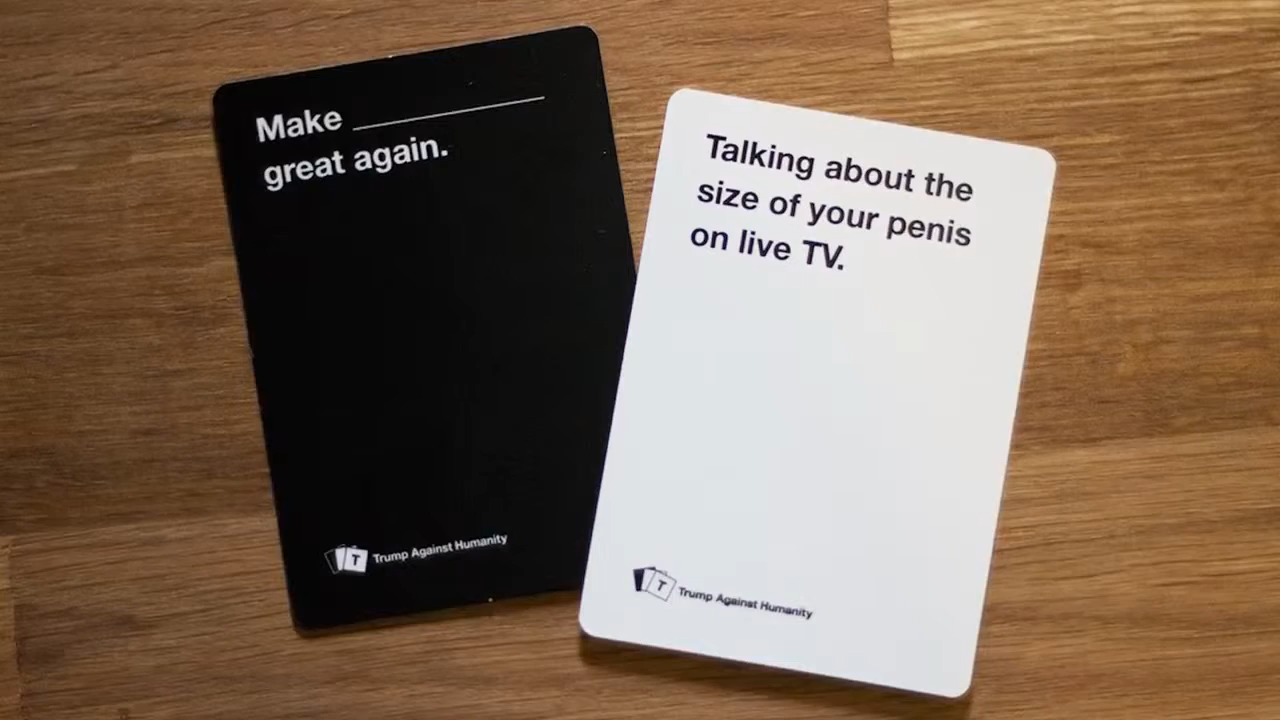 Make ____________
great again.
T Trump Against Humanity
Talking about the
size of your penis
on live TV.
T Trump Against Humanity